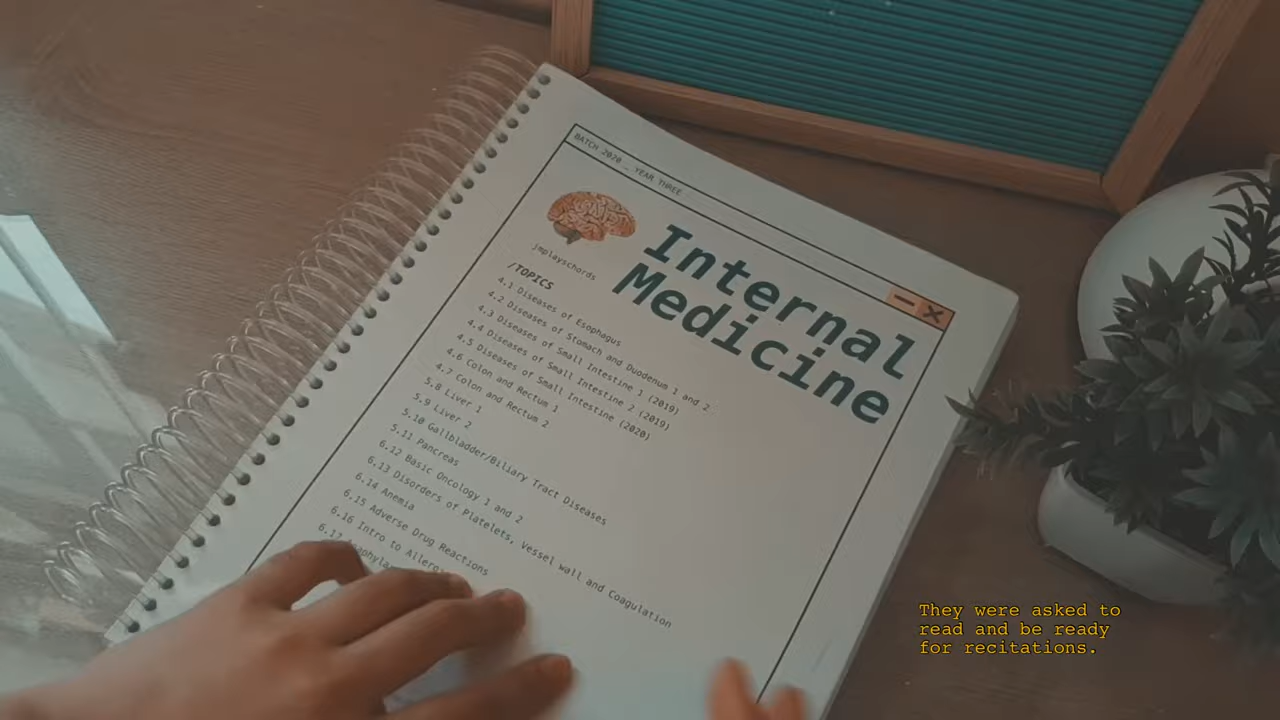 BATCH 2020 _ YEAR THREE
Internal
Medicine
jmplayschords
/TOPICS
4.1 Diseases of Esophagus
4.2 Diseases of Stomach and Duodenum 1 and 2
4.3 Diseases of Small Intestine 1 (2019)
4.4 Diseases of Small Intestine 2 (2019)
4.5 Diseases of Small Intestine (2020)
4.6 Colon and Rectum 1
4.7 Colon and Rectum 2
5.8 Liver 1
5.9 Liver 2
5.10 Gallbladder/Biliary Tract Diseases
5.11 Pancreas
6.12 Basic Oncology 1 and 2
6.13 Disorders of Platelets, Vessel wall and Coagulation
6.14 Anemia
6.15 Adverse Drug Reactions
6.16 Intro to
6.17
They were asked to
read and be ready
for recitations.